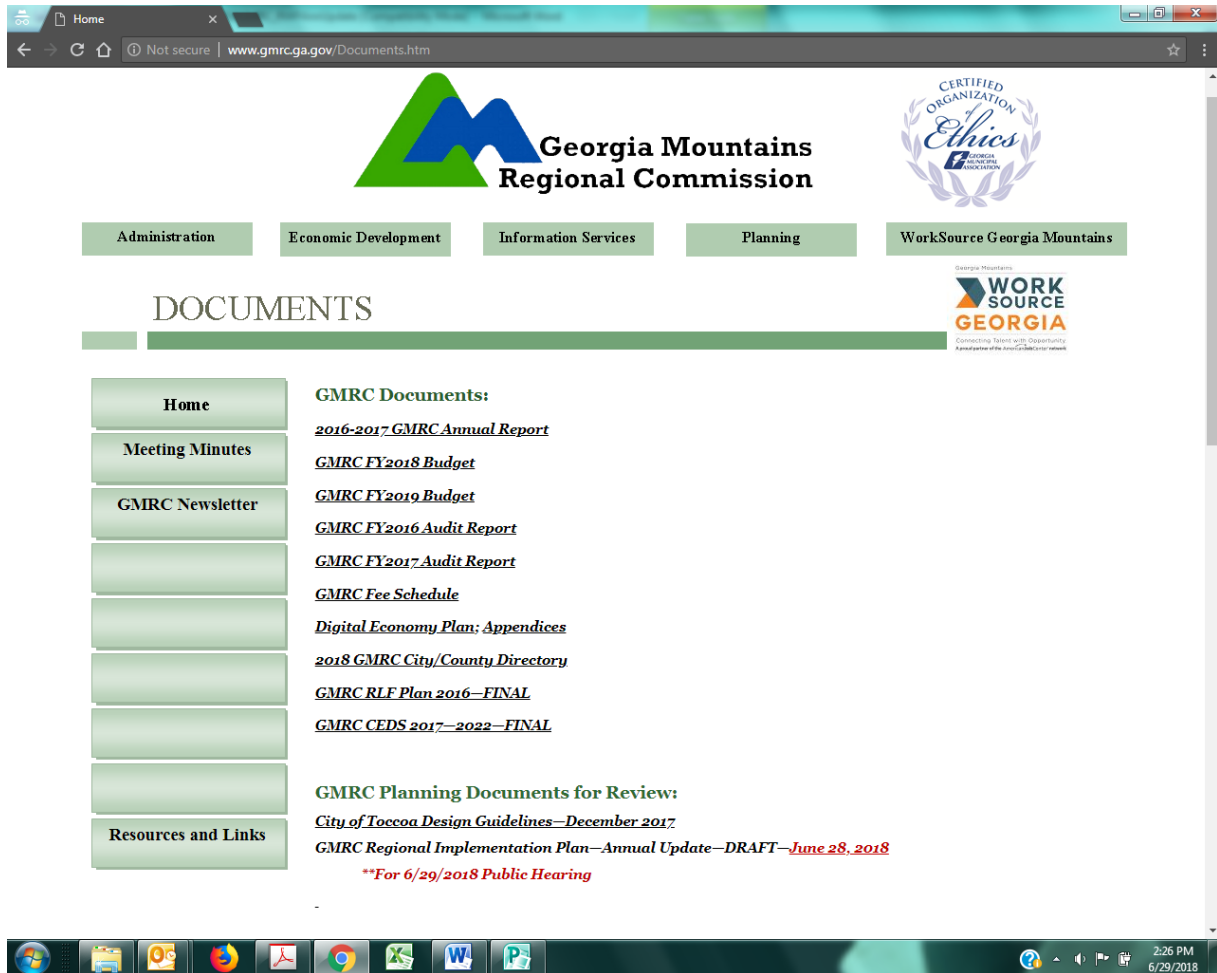 Home
Not secure | www.gmrc.ga.gov/Documents.htm
Georgia Mountains
Regional Commission
CERTIFIED
ORGANIZATION
of
Ethics
GEORGIA
MUNICIPAL
ASSOCIATION
Administration
Economic Development
Information Services
Planning
WorkSource Georgia Mountains
DOCUMENTS
Georgia Mountains
WORK
SOURCE
GEORGIA
Connecting Talent with Opportunity
A proud partner of the AmericanJobCenter network
Home
Meeting Minutes
GMRC Newsletter
Resources and Links
GMRC Documents:
2016-2017 GMRC Annual Report
GMRC FY2018 Budget
GMRC FY2019 Budget
GMRC FY2016 Audit Report
GMRC FY2017 Audit Report
GMRC Fee Schedule
Digital Economy Plan; Appendices
2018 GMRC City/County Directory
GMRC RLF Plan 2016—FINAL
GMRC CEDS 2017—2022—FINAL
GMRC Planning Documents for Review:
City of Toccoa Design Guidelines—December 2017
GMRC Regional Implementation Plan—Annual Update—DRAFT—June 28, 2018
**For 6/29/2018 Public Hearing
-
2:26 PM
6/29/2018